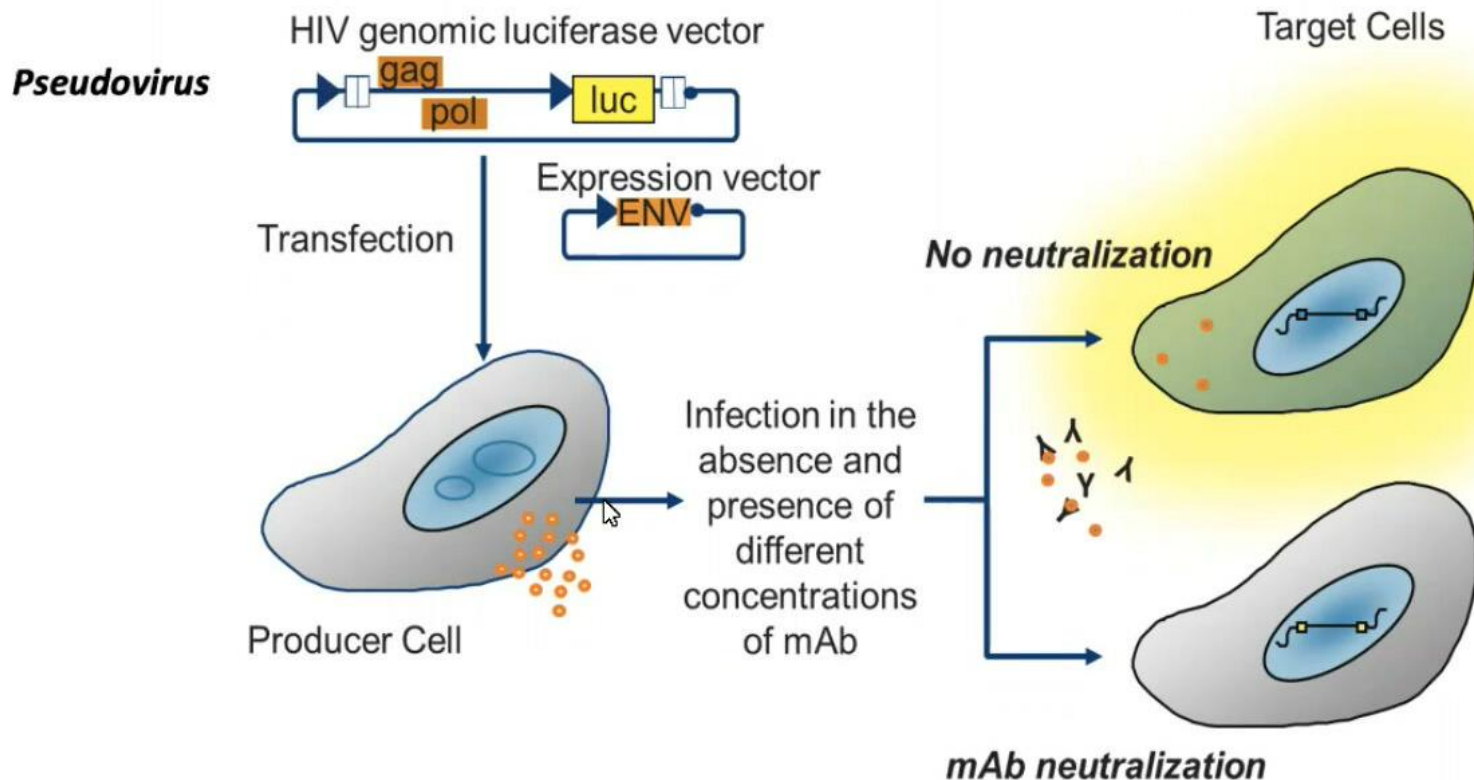 HIV genomic luciferase vector
Target Cells
Pseudovirus
gag
pol
luc
Expression vector
ENV
Transfection
No neutralization
Infection in the
absence and
presence of
different
concentrations
of mAb
Producer Cell
mAb neutralization